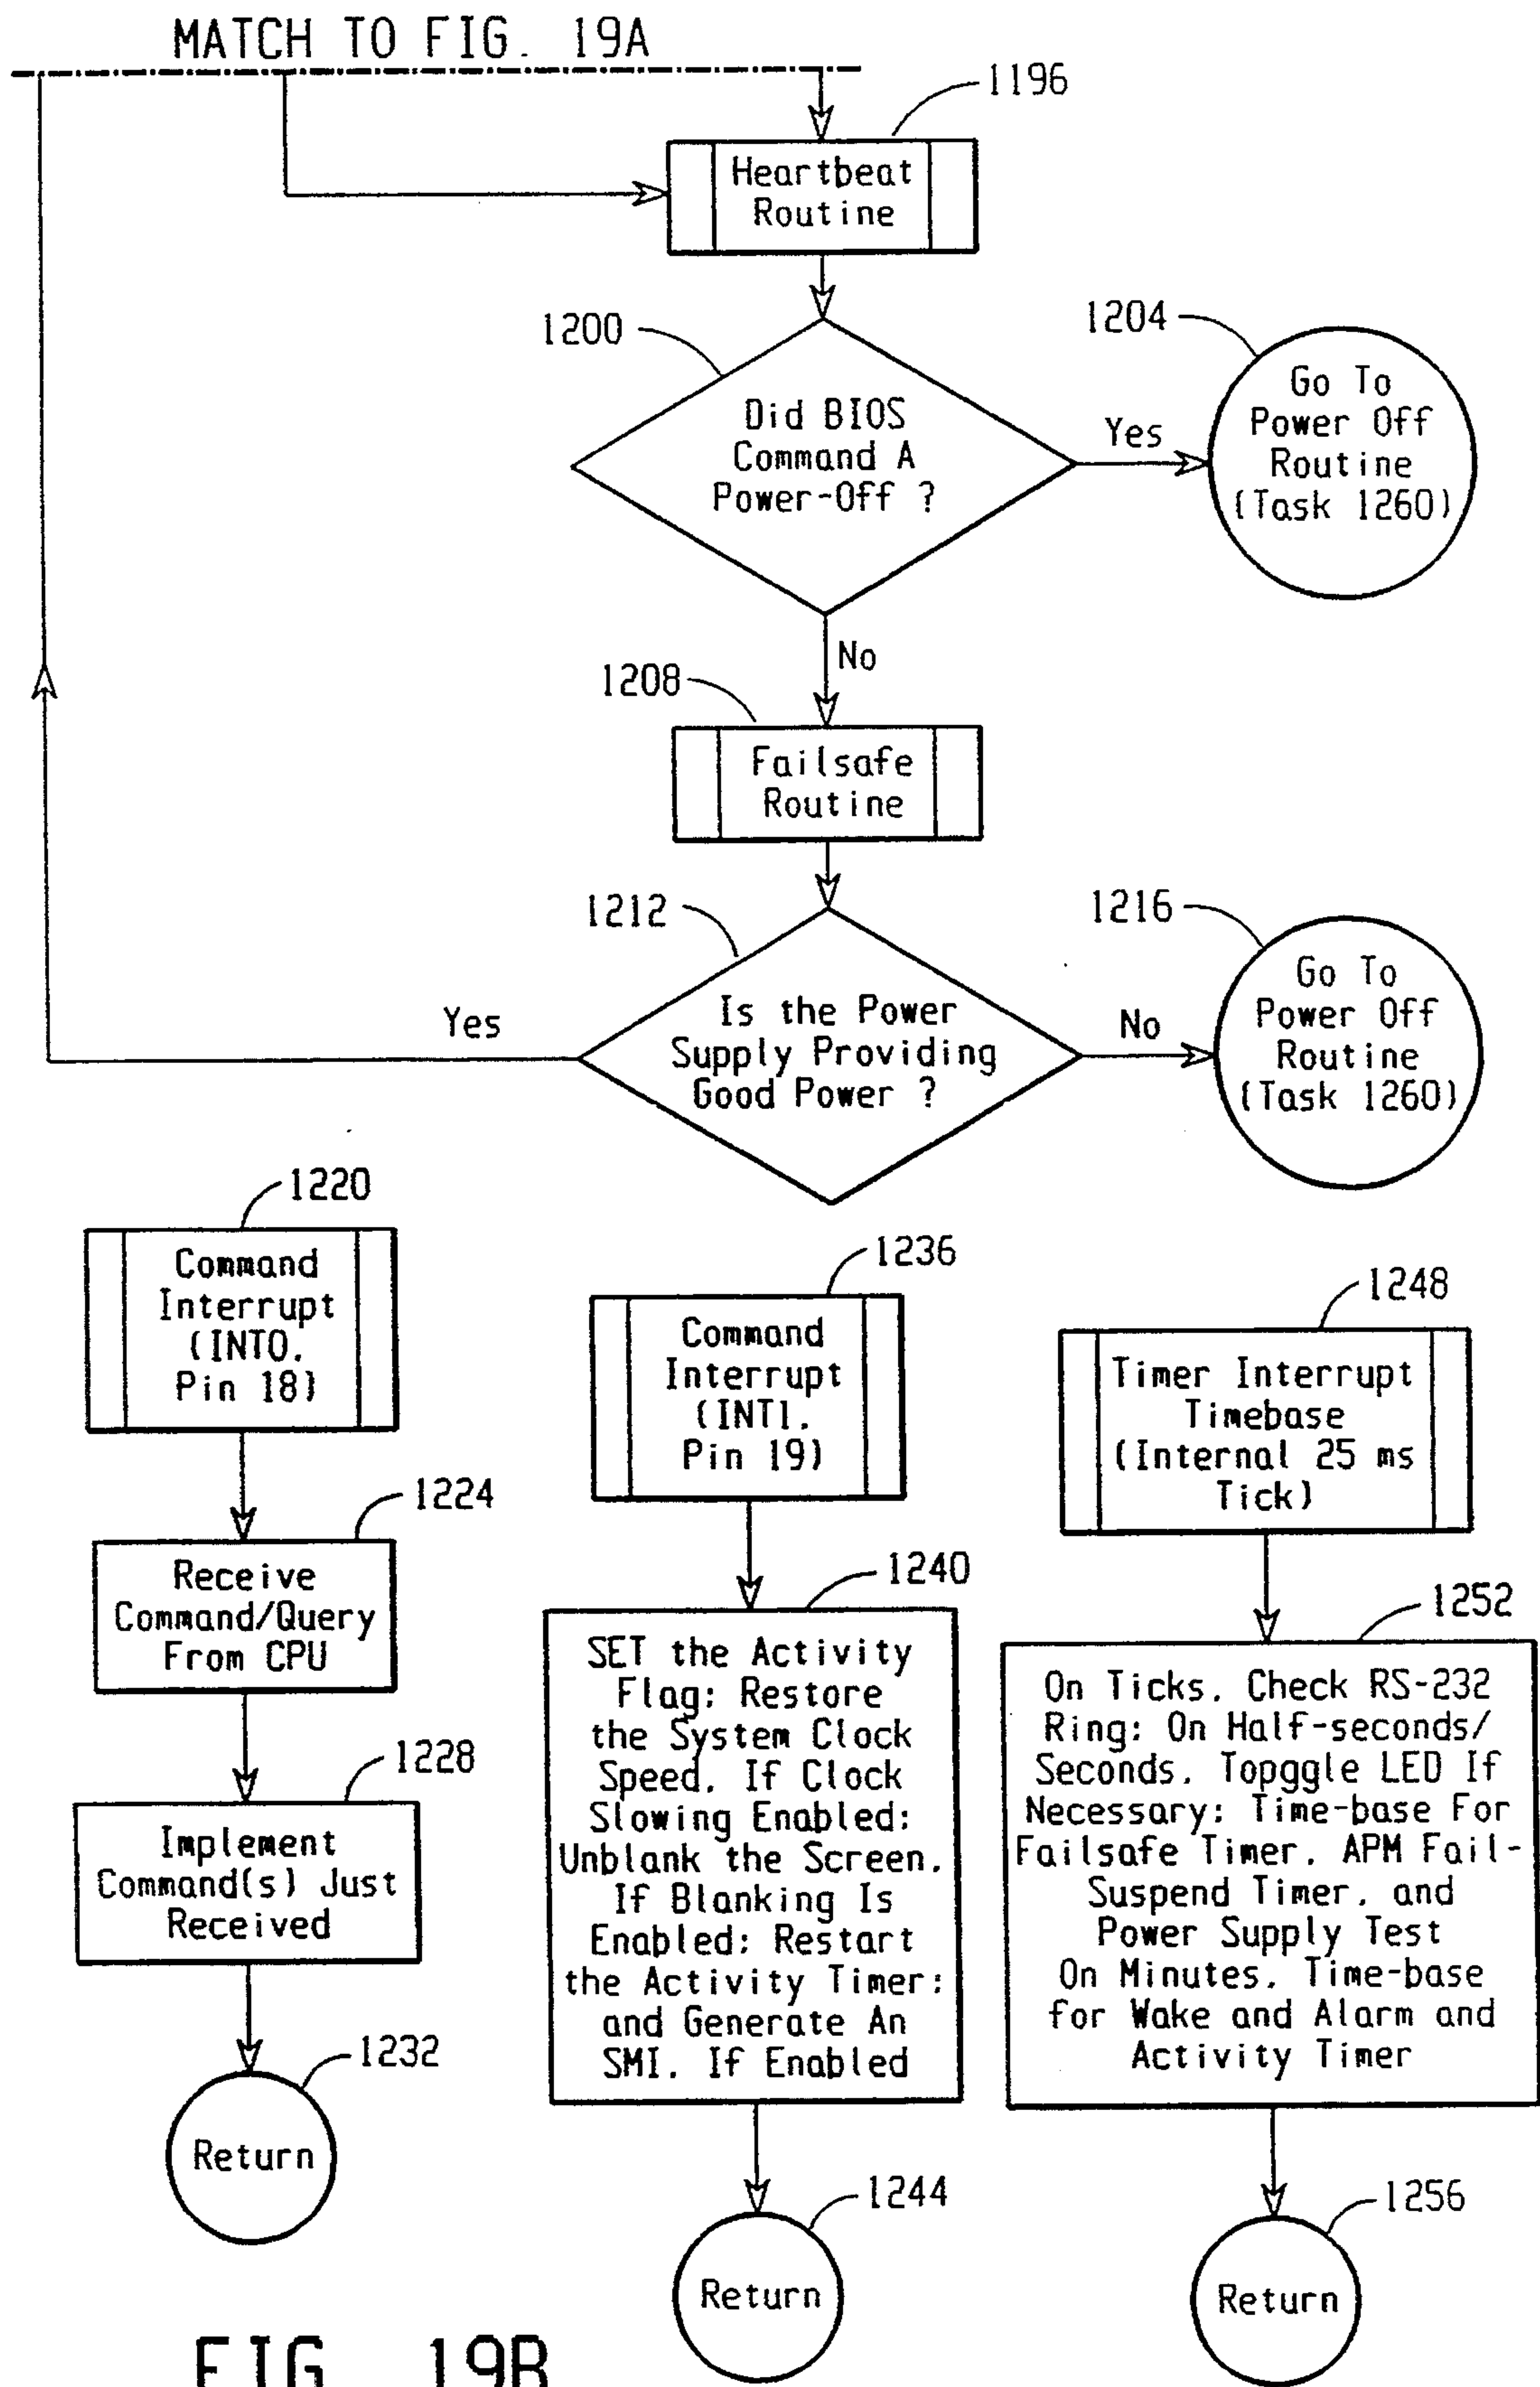 MATCH TO FIG. 19A
1196
Heartbeat
Routine
1200
Did BIOS
Command A
Power-Off ?
Yes
1204
Go To
Power Off
Routine
(Task 1260)
No
1208
Failsafe
Routine
1212
Is the Power
Supply Providing
Good Power ?
Yes
No
1216
Go To
Power Off
Routine
(Task 1260)
1220
Command
Interrupt
(INT0.
Pin 18)
1224
Receive
Command/Query
From CPU
1228
Implement
Command(s) Just
Received
1232
Return
1236
Command
Interrupt
(INT1.
Pin 19)
1240
SET the Activity
Flag; Restore
the System Clock
Speed. If Clock
Slowing Enabled;
Unblank the Screen.
If Blanking Is
Enabled; Restart
the Activity Timer;
and Generate An
SMI. If Enabled
1244
Return
1248
Timer Interrupt
Timebase
(Internal 25 ms
Tick)
1252
On Ticks. Check RS-232
Ring; On Half-seconds/
Seconds. Topggle LED If
Necessary; Time-base For
Failsafe Timer. APM Fail-
Suspend Timer. and
Power Supply Test
On Minutes. Time-base
for Wake and Alarm and
Activity Timer
1256
Return
FIG. 19B